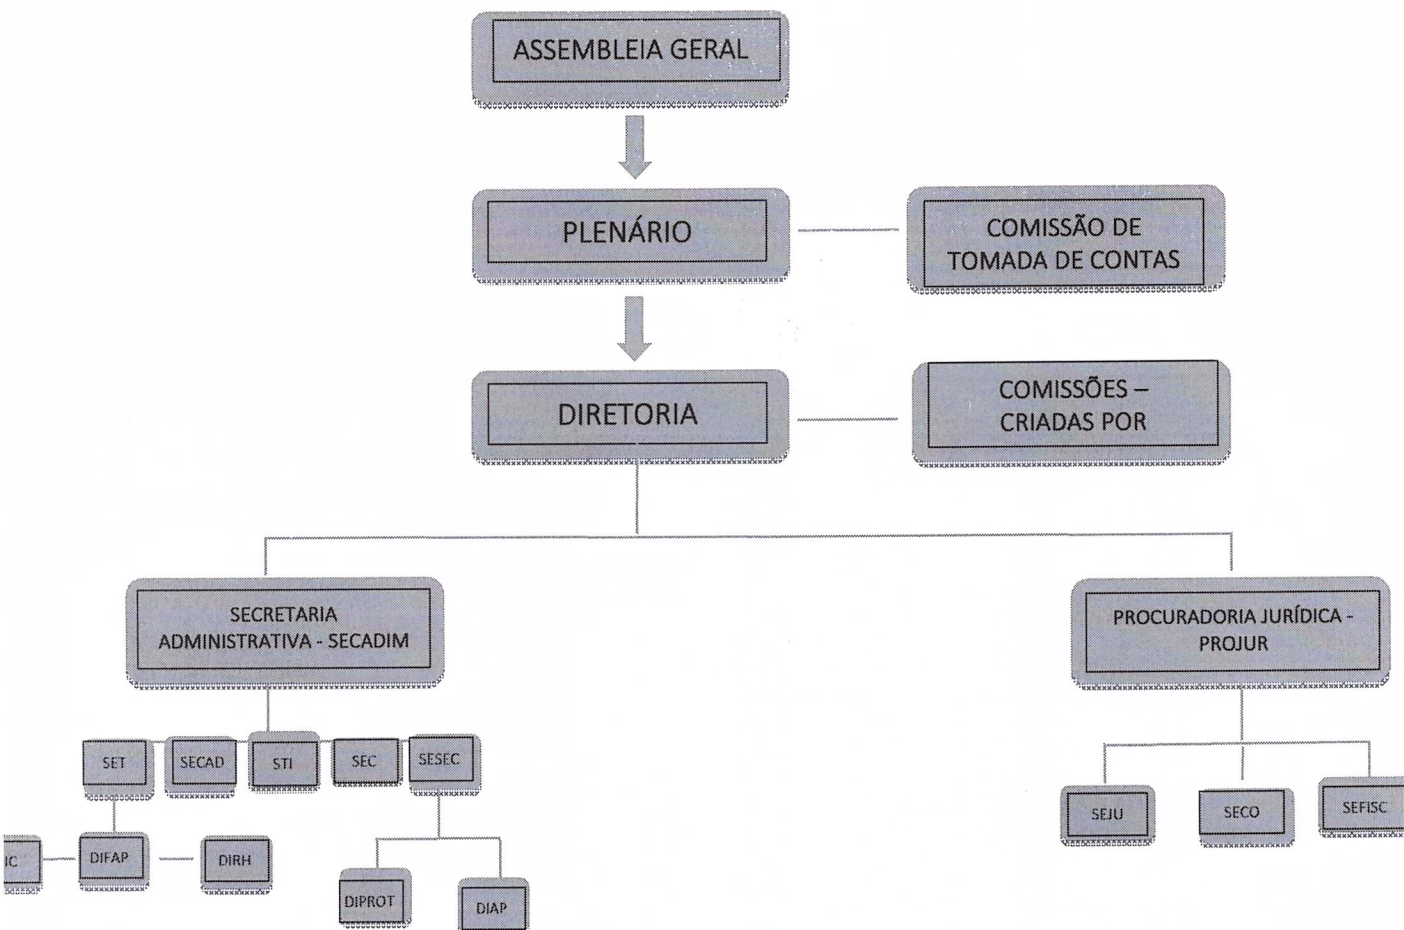 ASSEMBLEIA GERAL
PLENÁRIO
COMISSÃO DE
TOMADA DE CONTAS
DIRETORIA
COMISSÕES –
CRIADAS POR
SECRETARIA
ADMINISTRATIVA - SECADIM
PROCURADORIA JURÍDICA -
PROJUR
SET
SECAD
STI
SEC
SESEC
SEJU
SECO
SEFISC
IC
DIFAP
DIRH
DIPROT
DIAP